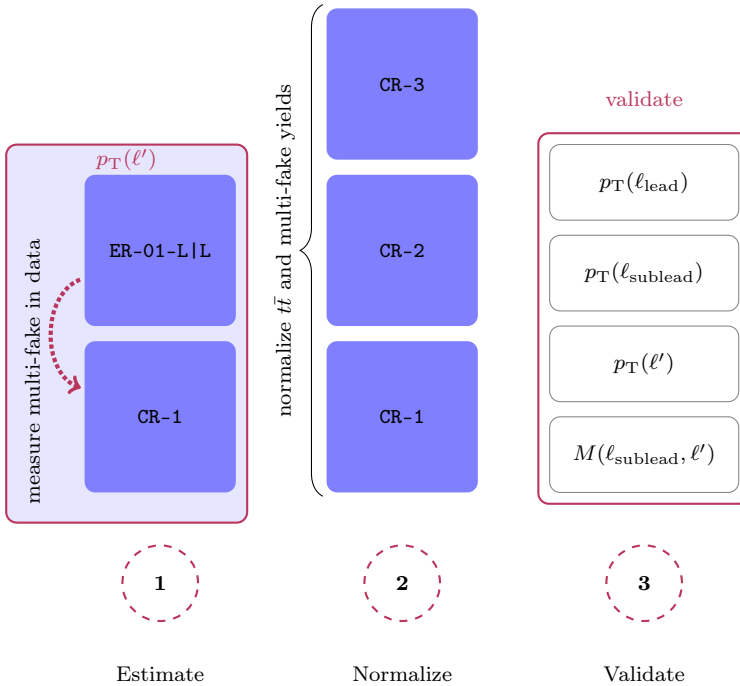 p_T(ℓ′)
measure multi-fake in data
ER-01-L|L
CR-1
normalize tt̄ and multi-fake yields
CR-3
CR-2
CR-1
validate
p_T(ℓ_lead)
p_T(ℓ_sublead)
p_T(ℓ′)
M(ℓ_sublead, ℓ′)
1
2
3
Estimate
Normalize
Validate